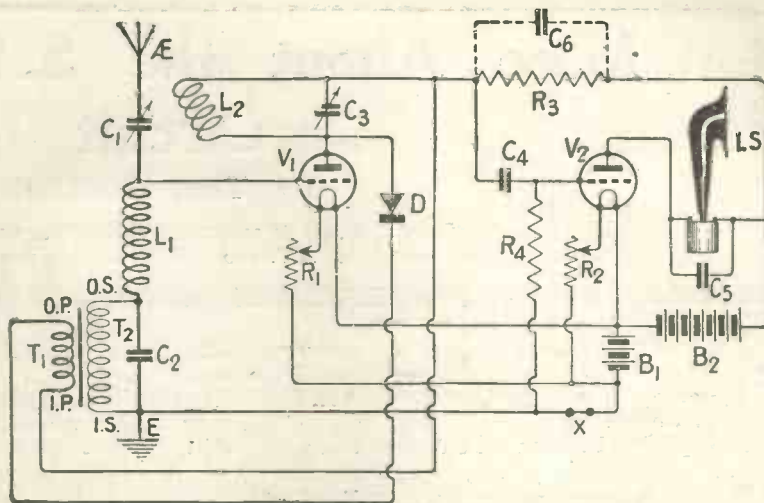 Æ
C6
L2
C3
R3
C1
LS
V1
C4
V2
D
L1
R1
R4
R2
C5
O.S.
O.P.
T2
T1
C2
B1
B2
I.P.
I.S.
E
X